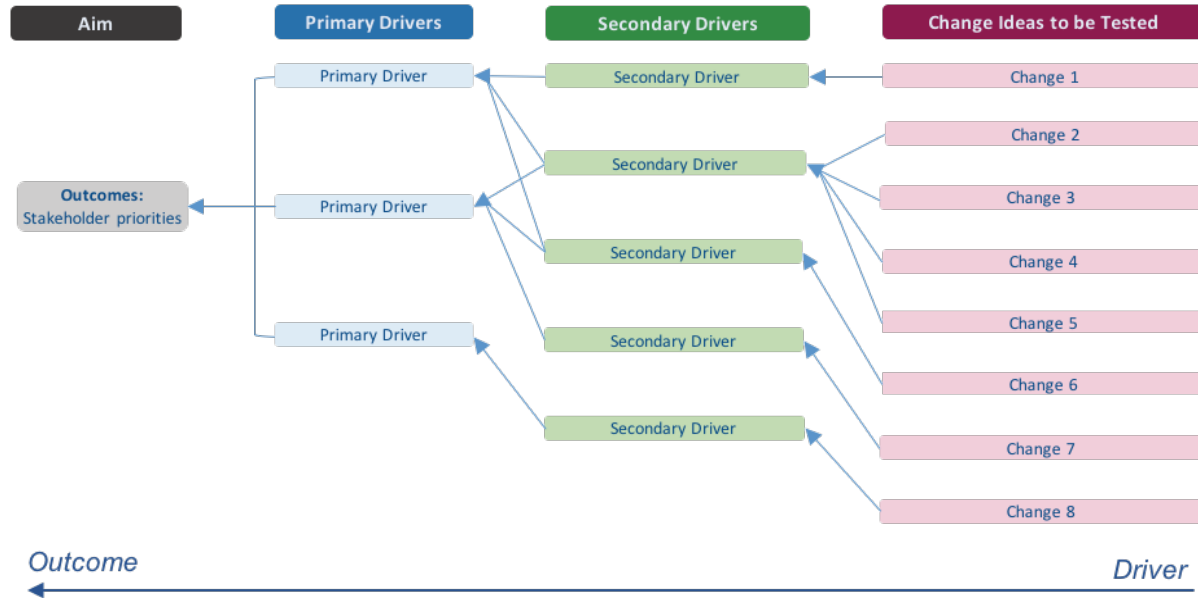 Aim
Primary Drivers
Secondary Drivers
Change Ideas to be Tested
Primary Driver
Secondary Driver
Change 1
Change 2
Secondary Driver
Outcomes:
Stakeholder priorities
Primary Driver
Change 3
Secondary Driver
Change 4
Primary Driver
Secondary Driver
Change 5
Change 6
Secondary Driver
Change 7
Change 8
Outcome
Driver